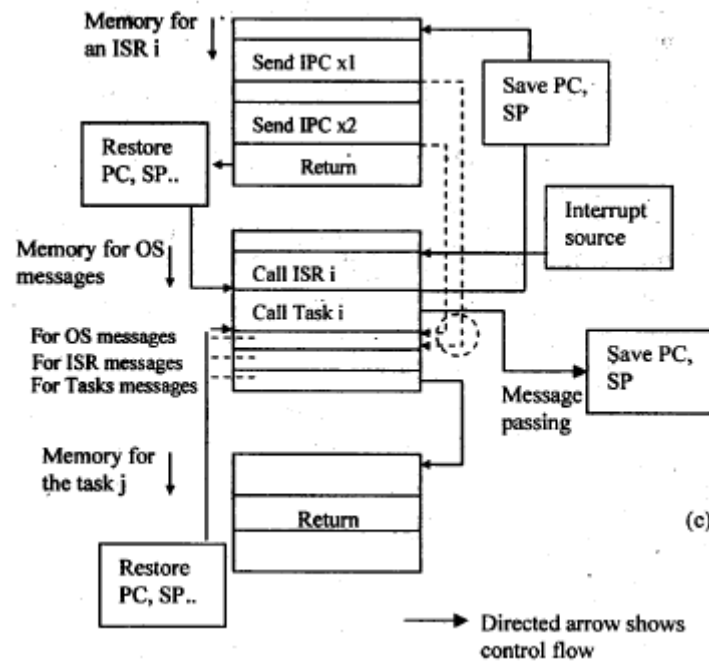 Memory for
an ISR i
Send IPC x1
Send IPC x2
Return
Save PC,
SP
Restore
PC, SP..
Interrupt
source
Memory for OS
messages
Call ISR i
Call Task i
For OS messages
For ISR messages
For Tasks messages
Save PC,
SP
Message
passing
Memory for
the task j
Return
(c)
Restore
PC, SP..
Directed arrow shows
control flow